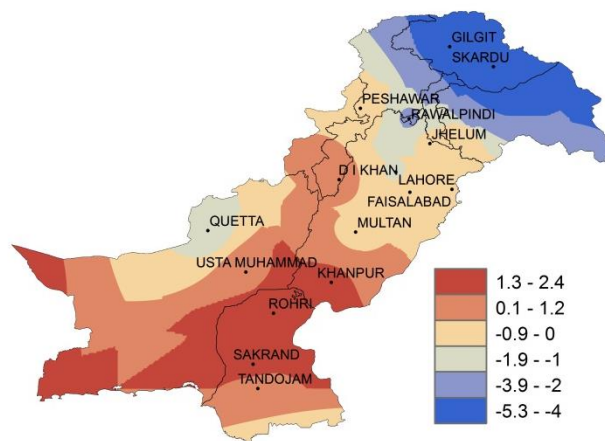 GILGIT
SKARDU
PESHAWAR
RAWALPINDI
JHELUM
D I KHAN
LAHORE
FAISALABAD
QUETTA
MULTAN
USTA MUHAMMAD
KHANPUR
ROHRI
SAKRAND
TANDOJAM
1.3 - 2.4
0.1 - 1.2
-0.9 - 0
-1.9 - -1
-3.9 - -2
-5.3 - -4